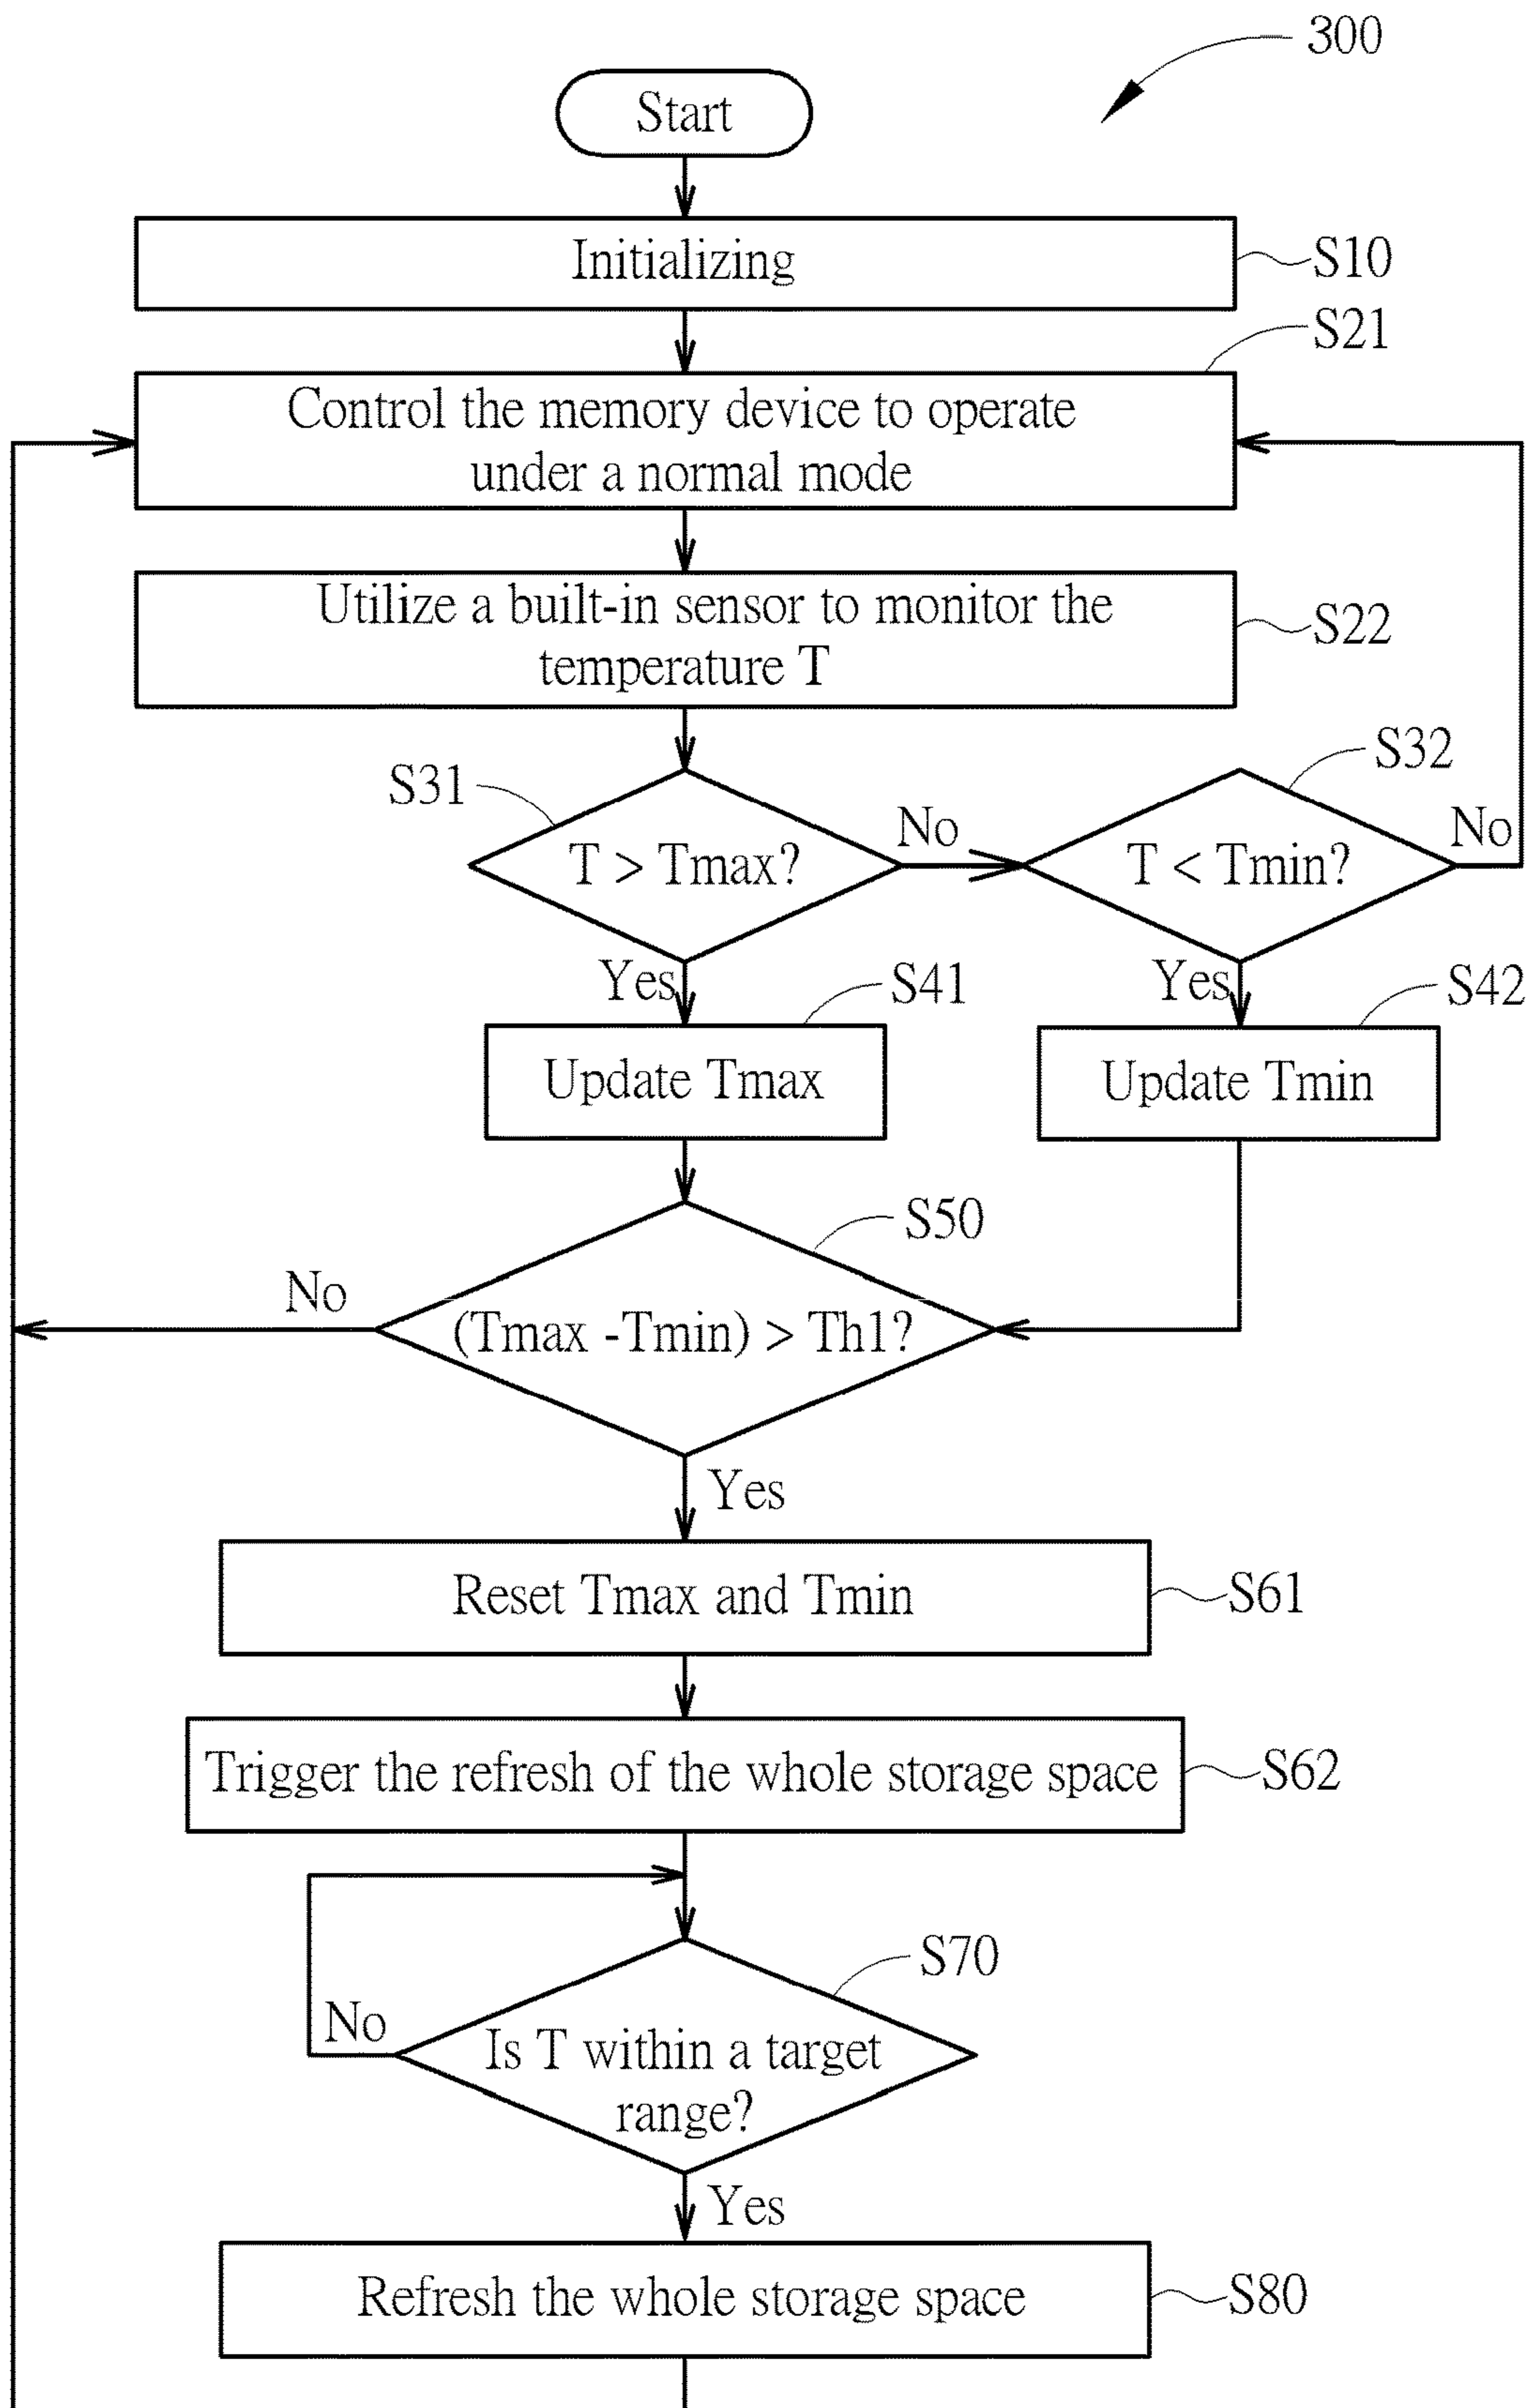 300
Start
Initializing
S10
S21
Control the memory device to operate
under a normal mode
Utilize a built-in sensor to monitor the
temperature T
S22
S31
T > Tmax?
No
S32
T < Tmin?
No
Yes
S41
Yes
S42
Update Tmax
Update Tmin
S50
No
(Tmax -Tmin) > Th1?
Yes
Reset Tmax and Tmin
S61
Trigger the refresh of the whole storage space
S62
S70
No
Is T within a target
range?
Yes
Refresh the whole storage space
S80